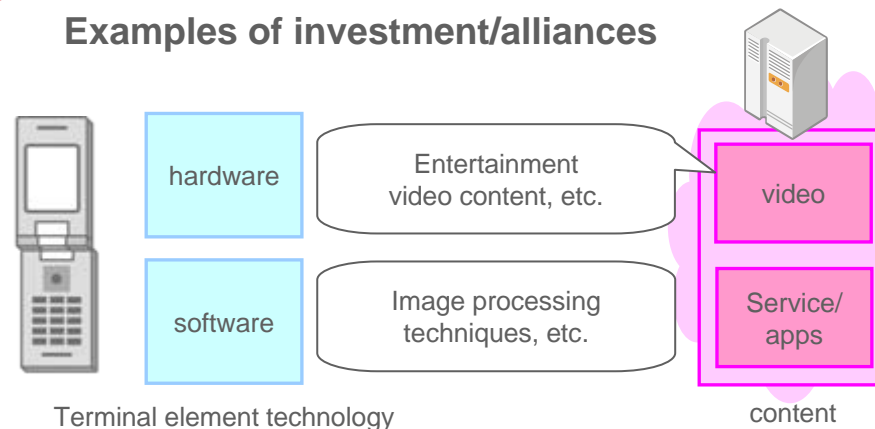 Examples of investment/alliances
hardware
Entertainment
video content, etc.
video
software
Image processing
techniques, etc.
Service/
apps
Terminal element technology
content